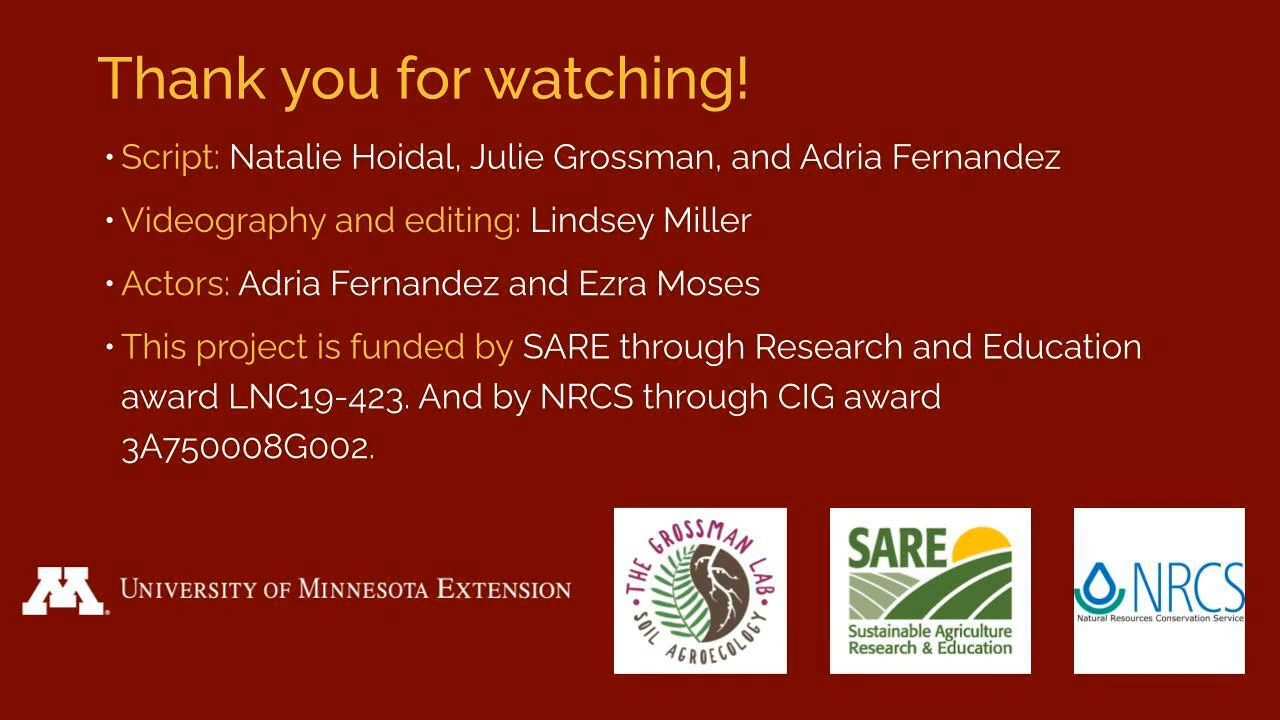 Thank you for watching!
• Script: Natalie Hoidal, Julie Grossman, and Adria Fernandez
• Videography and editing: Lindsey Miller
• Actors: Adria Fernandez and Ezra Moses
• This project is funded by SARE through Research and Education
award LNC19-423. And by NRCS through CIG award
3A750008G002.
M
UNIVERSITY OF MINNESOTA EXTENSION
• THE GROSSMAN LAB •
SOIL AGROECOLOGY
SARE
Sustainable Agriculture
Research & Education
NRCS
Natural Resources Conservation Service